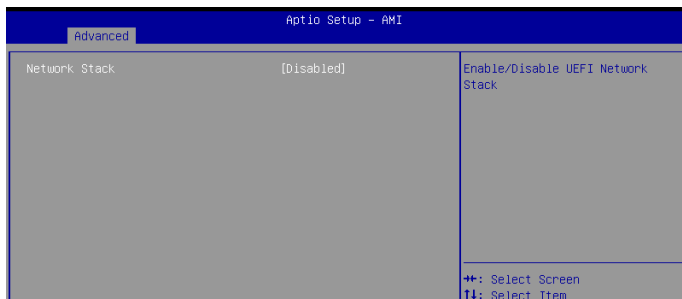 Aptio Setup – AMI
Advanced
Network Stack [Disabled]
Enable/Disable UEFI Network
Stack
→←: Select Screen
↑↓: Select Item